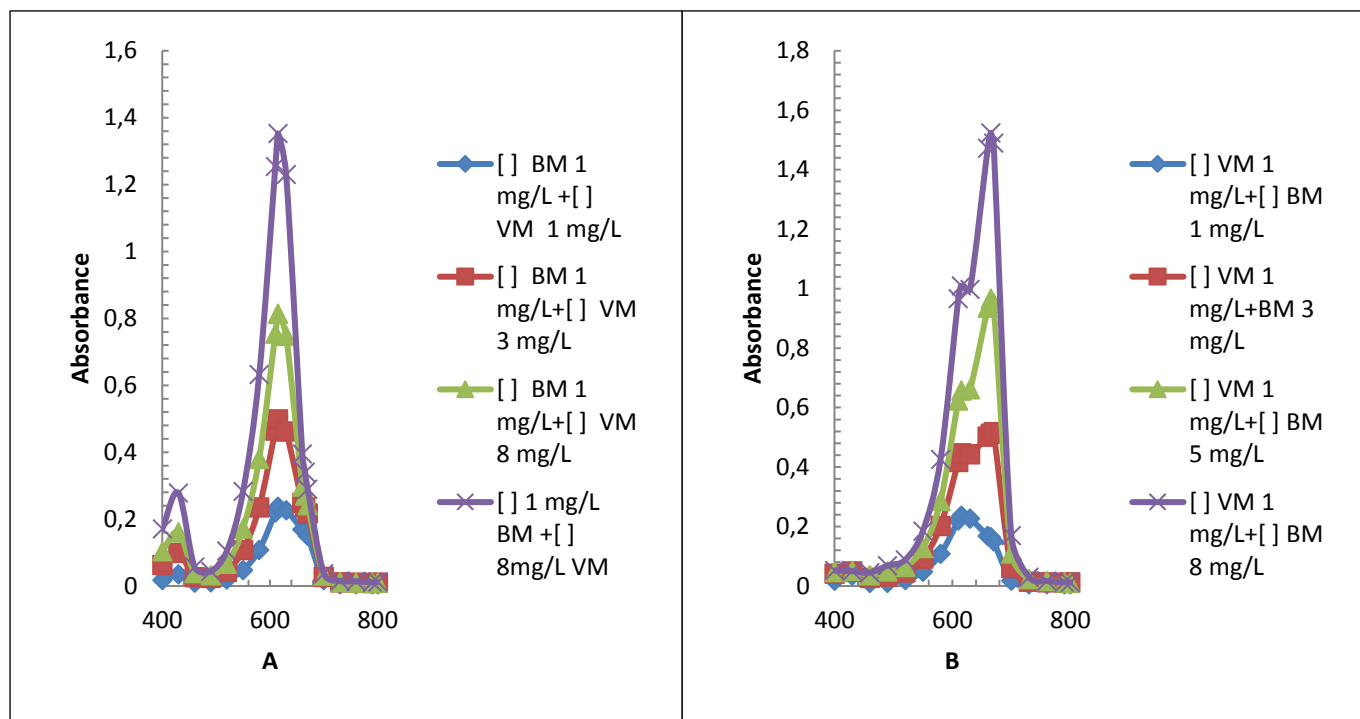 1,6
1,4
1,2
1
0,8
0,6
0,4
0,2
0
Absorbance
400 600 800
A
[ ] BM 1
mg/L +[ ]
VM 1 mg/L
[ ] BM 1
mg/L+[ ] VM
3 mg/L
[ ] BM 1
mg/L+[ ] VM
8 mg/L
[ ] 1 mg/L
BM +[ ]
8mg/L VM
1,8
1,6
1,4
1,2
1
0,8
0,6
0,4
0,2
0
Absorbance
400 600 800
B
[ ] VM 1
mg/L+[ ] BM
1 mg/L
[ ] VM 1
mg/L+BM 3
mg/L
[ ] VM 1
mg/L+[ ] BM
5 mg/L
[ ] VM 1
mg/L+[ ] BM
8 mg/L